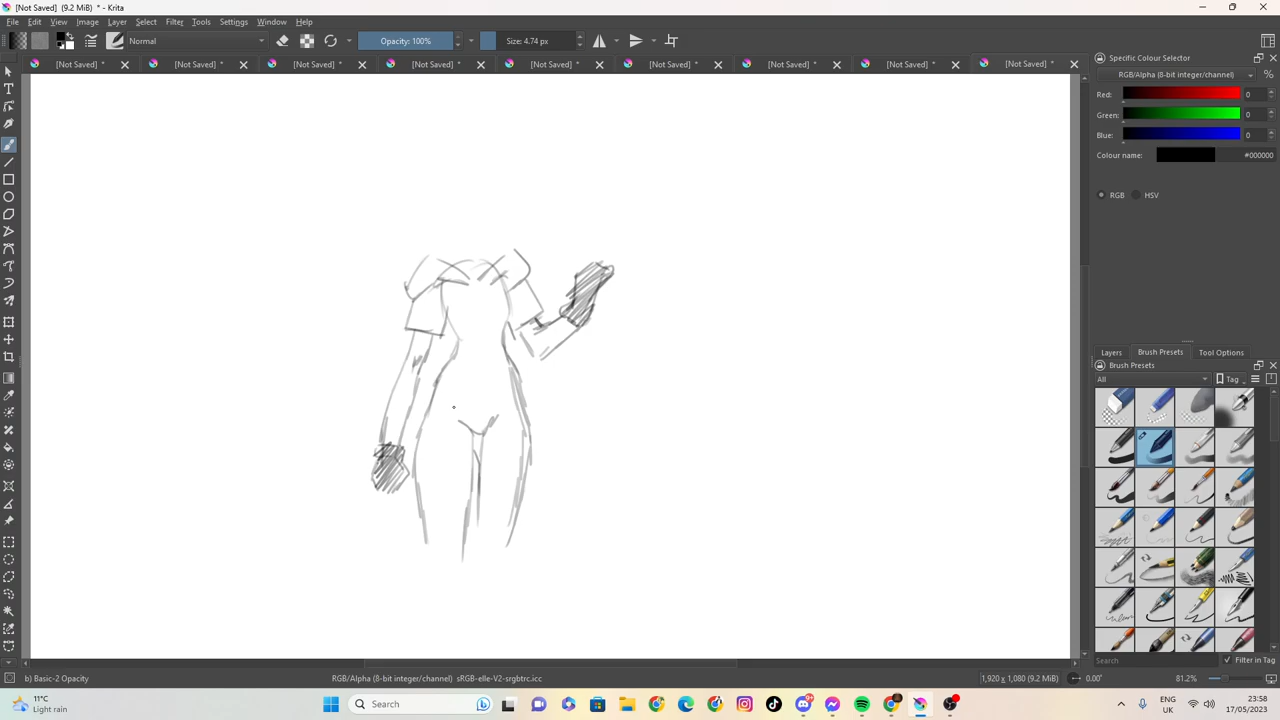 [Not Saved] (9.2 MiB) * - Krita
File Edit View Image Layer Select Filter Tools Settings Window Help
Normal Opacity: 100% Size: 4.74 px
[Not Saved] * [Not Saved] * [Not Saved] * [Not Saved] * [Not Saved] * [Not Saved] * [Not Saved] * [Not Saved] * [Not Saved] *
Specific Colour Selector
RGB/Alpha (8-bit integer/channel) %
Red: 0
Green: 0
Blue: 0
Colour name: #000000
RGB HSV
Layers Brush Presets Tool Options
Brush Presets
All Tag
Search Filter in Tag
b) Basic-2 Opacity RGB/Alpha (8-bit integer/channel) sRGB-elle-V2-srgbtrc.icc 1,920 x 1,080 (9.2 MiB) 0.00° 81.2%
11°C
Light rain
Search
9+
ENG
UK
23:58
17/05/2023